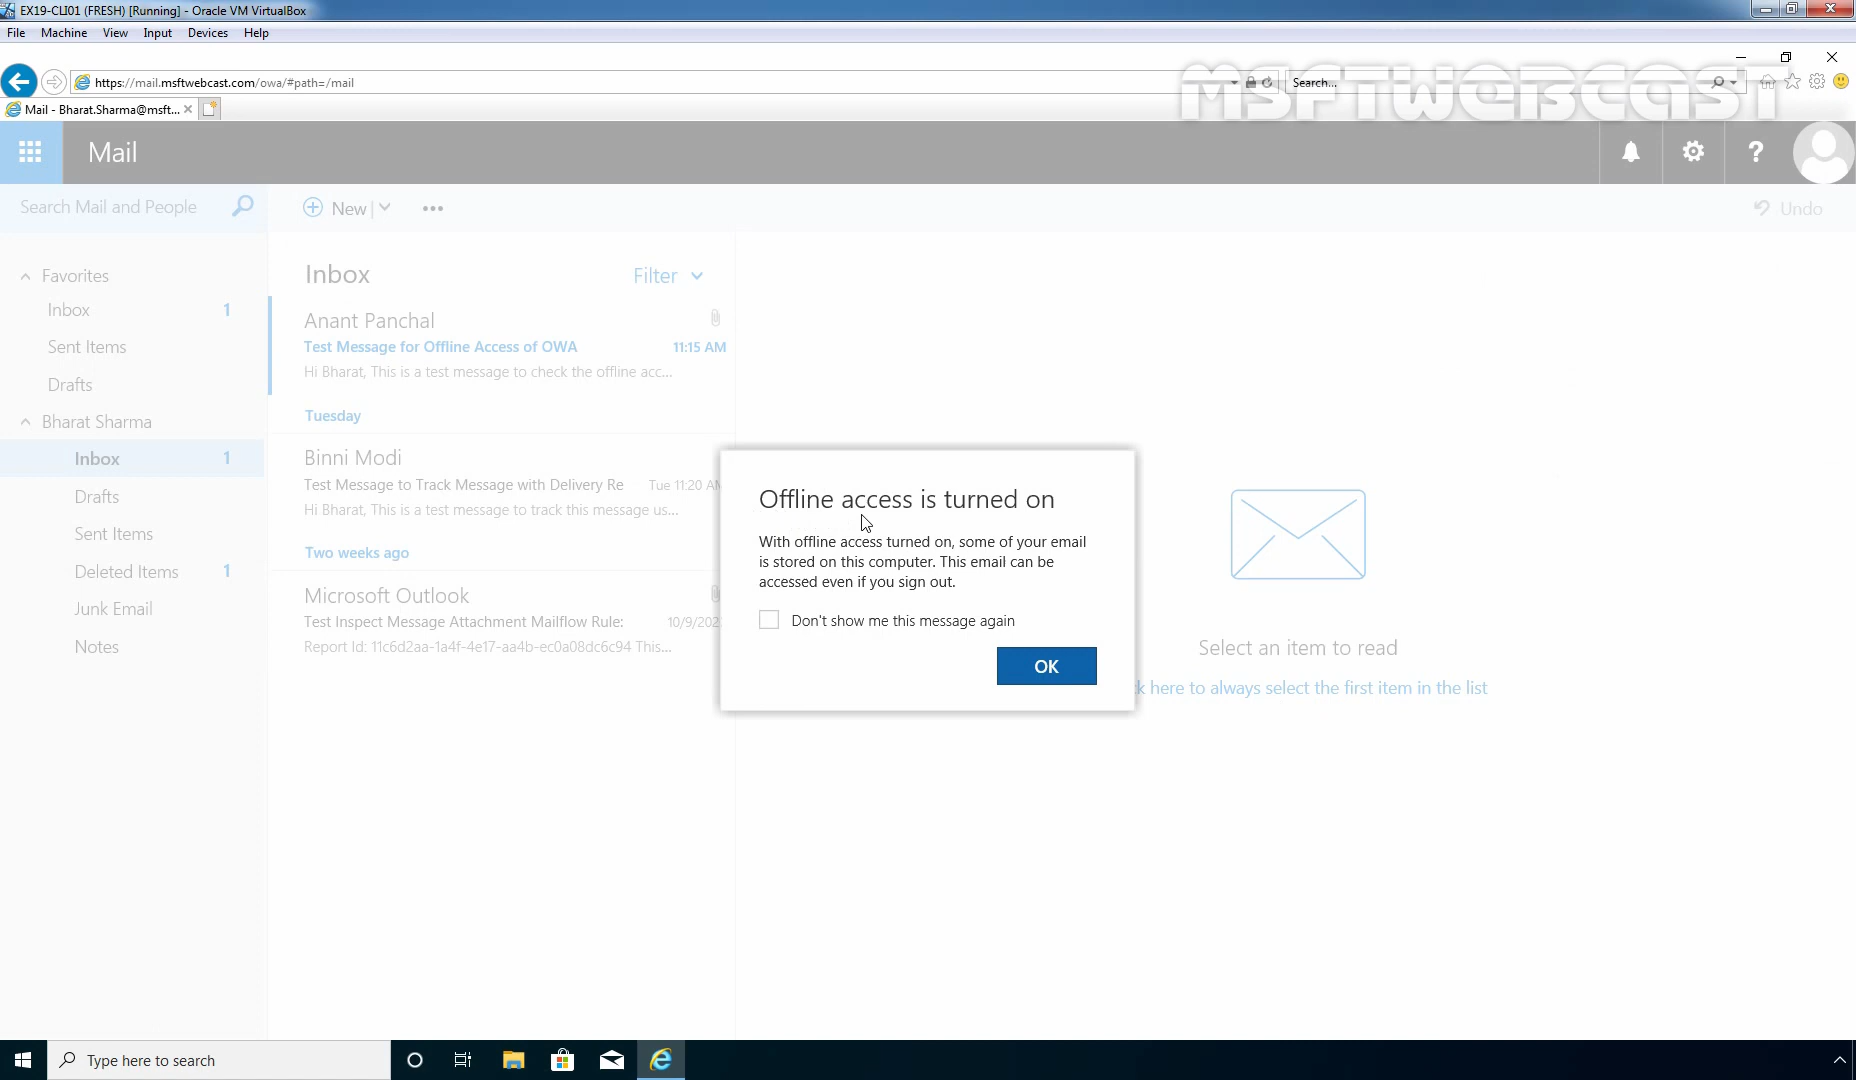 EX19-CLI01 (FRESH) [Running] - Oracle VM VirtualBox
File Machine View Input Devices Help
https://mail.msftwebcast.com/owa/#path=/mail
Search...
MSFTWEBCAST
Mail - Bharat.Sharma@msft...
Mail
?
Search Mail and People
New
Undo
Favorites
Inbox 1
Sent Items
Drafts
Bharat Sharma
Inbox 1
Drafts
Sent Items
Deleted Items 1
Junk Email
Notes
Inbox
Filter
Anant Panchal
Test Message for Offline Access of OWA 11:15 AM
Hi Bharat, This is a test message to check the offline acc...
Tuesday
Binni Modi
Test Message to Track Message with Delivery Re Tue 11:20 AM
Hi Bharat, This is a test message to track this message us...
Two weeks ago
Microsoft Outlook
Test Inspect Message Attachment Mailflow Rule: 10/9/202
Report Id: 11c6d2aa-1a4f-4e17-aa4b-ec0a08dc6c94 This...
Offline access is turned on
With offline access turned on, some of your email
is stored on this computer. This email can be
accessed even if you sign out.
Don't show me this message again
OK
Select an item to read
k here to always select the first item in the list
Type here to search